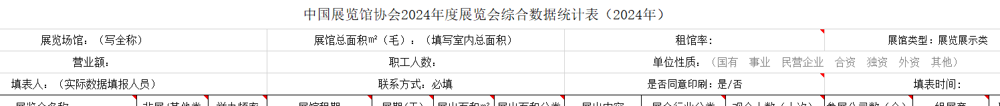 中国展览馆协会2024年度展览会综合数据统计表（2024年）
展览场馆：（写全称） 展馆总面积㎡（毛）：（填写室内总面积） 租馆率: 展馆类型：展览展示类
营业额： 职工人数： 单位性质：（国有 事业 民营企业 合资 独资 外资 其他）
填表人：（实际数据填报人员） 联系方式：必填 是否同意印刷：是/否 填表时间：
展览会名称 非展/其他类 举办频率 展馆租期 展期(天) 展出面积㎡ 展出面积分类 展出内容 展会行业分类 观众人数（人次） 参展公司数（个） 组展商